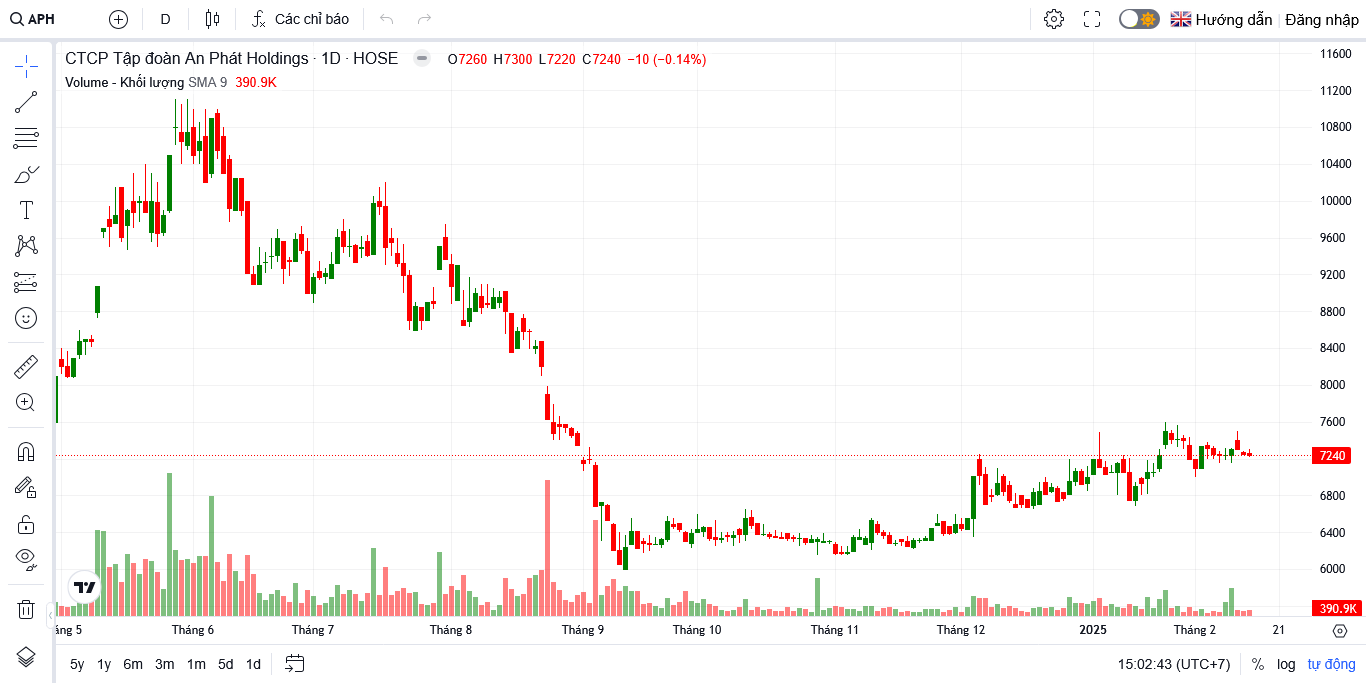 APH
D
Các chỉ báo
Hướng dẫn
Đăng nhập
CTCP Tập đoàn An Phát Holdings · 1D · HOSE
O7260 H7300 L7220 C7240 −10 (−0.14%)
Volume - Khối lượng SMA 9 390.9K
11600
11200
10800
10400
10000
9600
9200
8800
8400
8000
7600
7240
6800
6400
6000
390.9K
áng 5
Tháng 6
Tháng 7
Tháng 8
Tháng 9
Tháng 10
Tháng 11
Tháng 12
2025
Tháng 2
21
5y 1y 6m 3m 1m 5d 1d
15:02:43 (UTC+7)
% log tự động